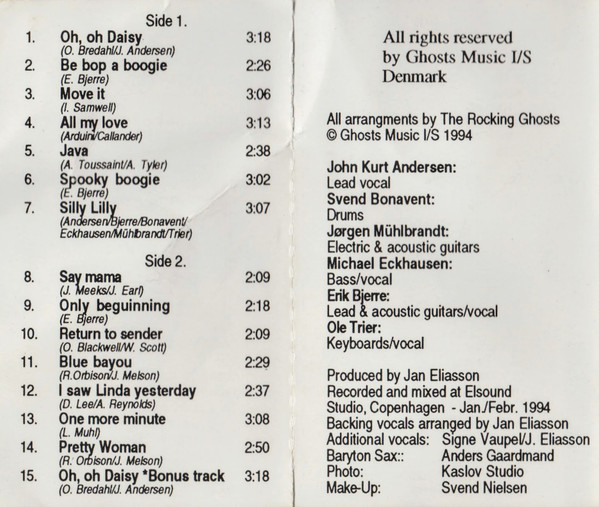 Side 1.
1. Oh, oh Daisy 3:18
(O. Bredahl/J. Andersen)
2. Be bop a boogie 2:26
(E. Bjerre)
3. Move it 3:06
(I. Samwell)
4. All my love 3:13
(Arduini/Callander)
5. Java 2:38
(A. Toussaint/A. Tyler)
6. Spooky boogie 3:02
(E. Bjerre)
7. Silly Lilly 3:07
(Andersen/Bjerre/Bonavent/
Eckhausen/Mühlbrandt/Trier)
Side 2.
8. Say mama 2:09
(J. Meeks/J. Earl)
9. Only beguinning 2:18
(E. Bjerre)
10. Return to sender 2:09
(O. Blackwell/W. Scott)
11. Blue bayou 2:29
(R.Orbison/J. Melson)
12. I saw Linda yesterday 2:37
(D. Lee/A. Reynolds)
13. One more minute 3:08
(L. Muhl)
14. Pretty Woman 2:50
(R. Orbison/J. Melson)
15. Oh, oh Daisy *Bonus track 3:18
(O. Bredahl/J. Andersen)
All rights reserved
by Ghosts Music I/S
Denmark
All arrangments by The Rocking Ghosts
© Ghosts Music I/S 1994
John Kurt Andersen:
Lead vocal
Svend Bonavent:
Drums
Jørgen Mühlbrandt:
Electric & acoustic guitars
Michael Eckhausen:
Bass/vocal
Erik Bjerre:
Lead & acoustic guitars/vocal
Ole Trier:
Keyboards/vocal
Produced by Jan Eliasson
Recorded and mixed at Elsound
Studio, Copenhagen - Jan./Febr. 1994
Backing vocals arranged by Jan Eliasson
Additional vocals: Signe Vaupel/J. Eliasson
Baryton Sax:: Anders Gaardmand
Photo: Kaslov Studio
Make-Up: Svend Nielsen